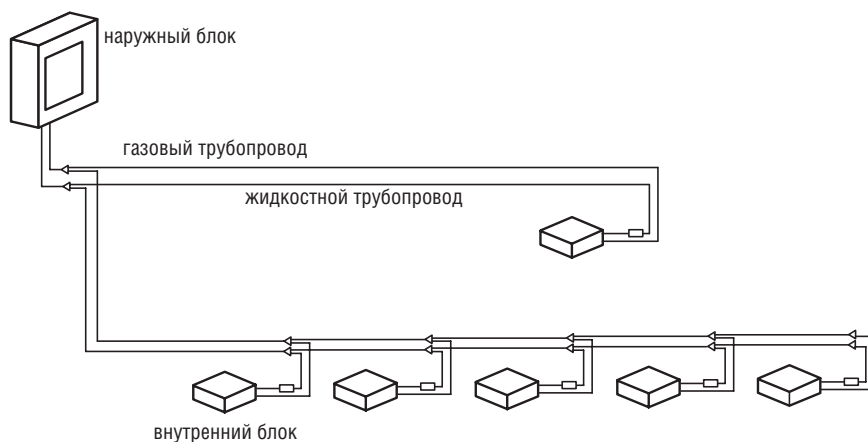 наружный блок
газовый трубопровод
жидкостной трубопровод
внутренний блок